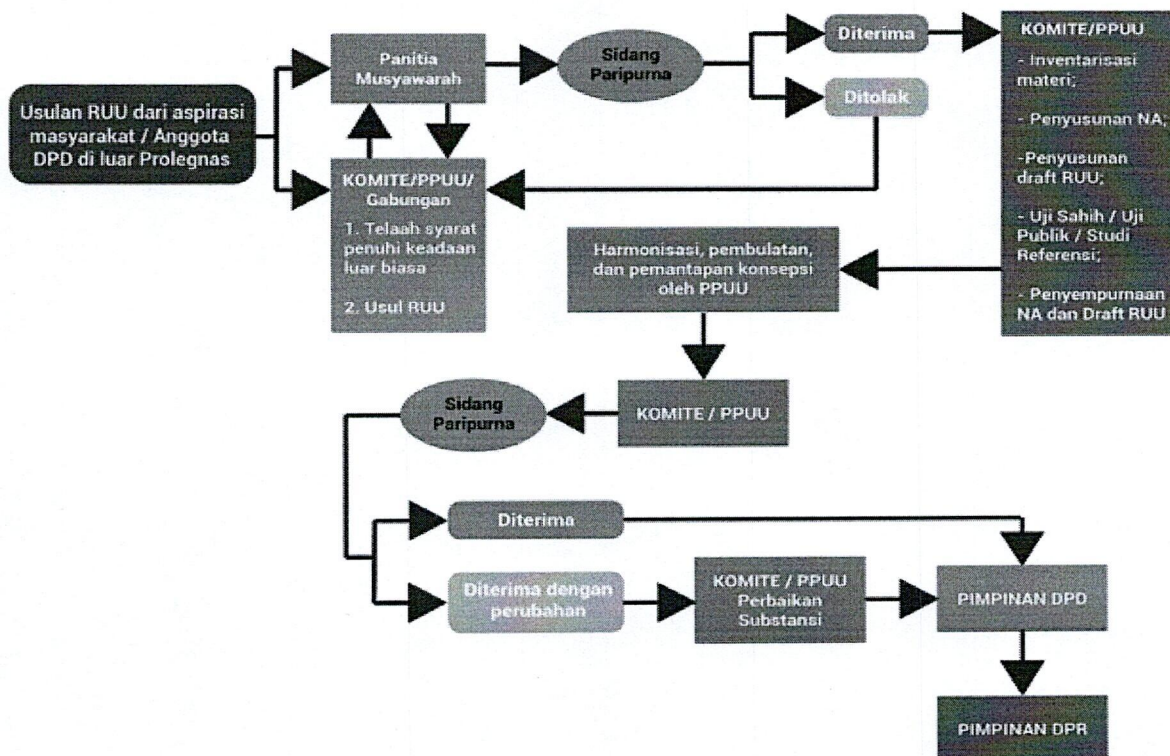 Usulan RUU dari aspirasi
masyarakat / Anggota
DPD di luar Prolegnas
Panitia
Musyawarah
KOMITE/PPUU/
Gabungan
1. Telaah syarat
penuhi keadaan
luar biasa
2. Usul RUU
Sidang
Paripurna
Diterima
Ditolak
KOMITE/PPUU
- Inventarisasi
materi;
- Penyusunan NA;
-Penyusunan
draft RUU;
- Uji Sahih / Uji
Publik / Studi
Referensi;
- Penyempurnaan
NA dan Draft RUU
Harmonisasi, pembulatan,
dan pemantapan konsepsi
oleh PPUU
KOMITE / PPUU
Sidang
Paripurna
Diterima
Diterima dengan
perubahan
KOMITE / PPUU
Perbaikan
Substansi
PIMPINAN DPD
PIMPINAN DPR